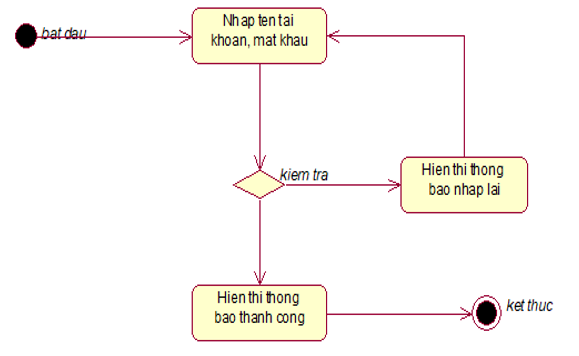 bat dau
Nhap ten tai
khoan, mat khau
kiem tra
Hien thi thong
bao nhap lai
Hien thi thong
bao thanh cong
ket thuc